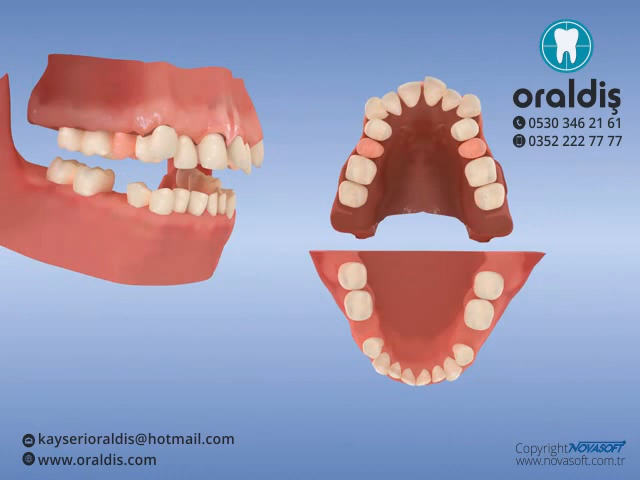 oraldiş
0530 346 21 61
0352 222 77 77
kayserioraldis@hotmail.com
www.oraldis.com
Copyright NOVASOFT
www.novasoft.com.tr